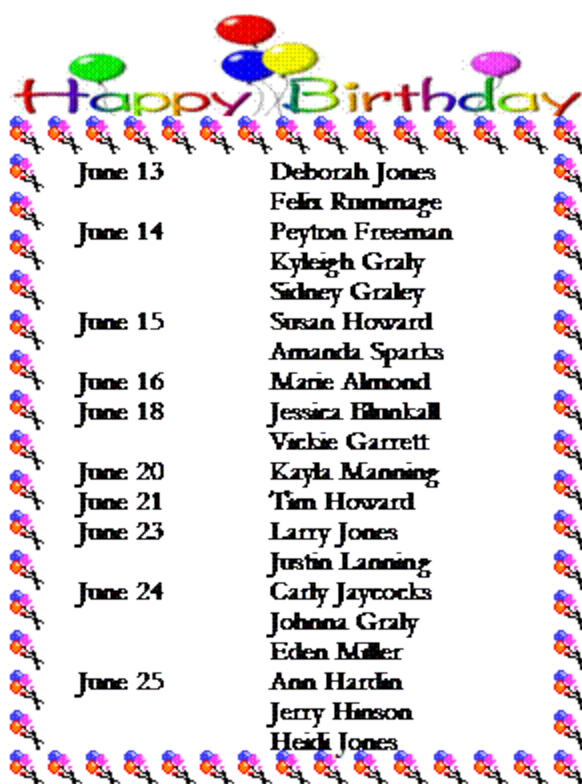 Happy Birthday
June 13 Deborah Jones
Felix Rummage
June 14 Peyton Freeman
Kyleigh Graly
Sidney Graley
June 15 Susan Howard
Amanda Sparks
June 16 Marie Almond
June 18 Jessica Blunkall
Vickie Garrett
June 20 Kayla Manning
June 21 Tim Howard
June 23 Larry Jones
Justin Lanning
June 24 Carly Jaycocks
Johnna Graly
Eden Miller
June 25 Ann Hardin
Jerry Hinson
Heidi Jones